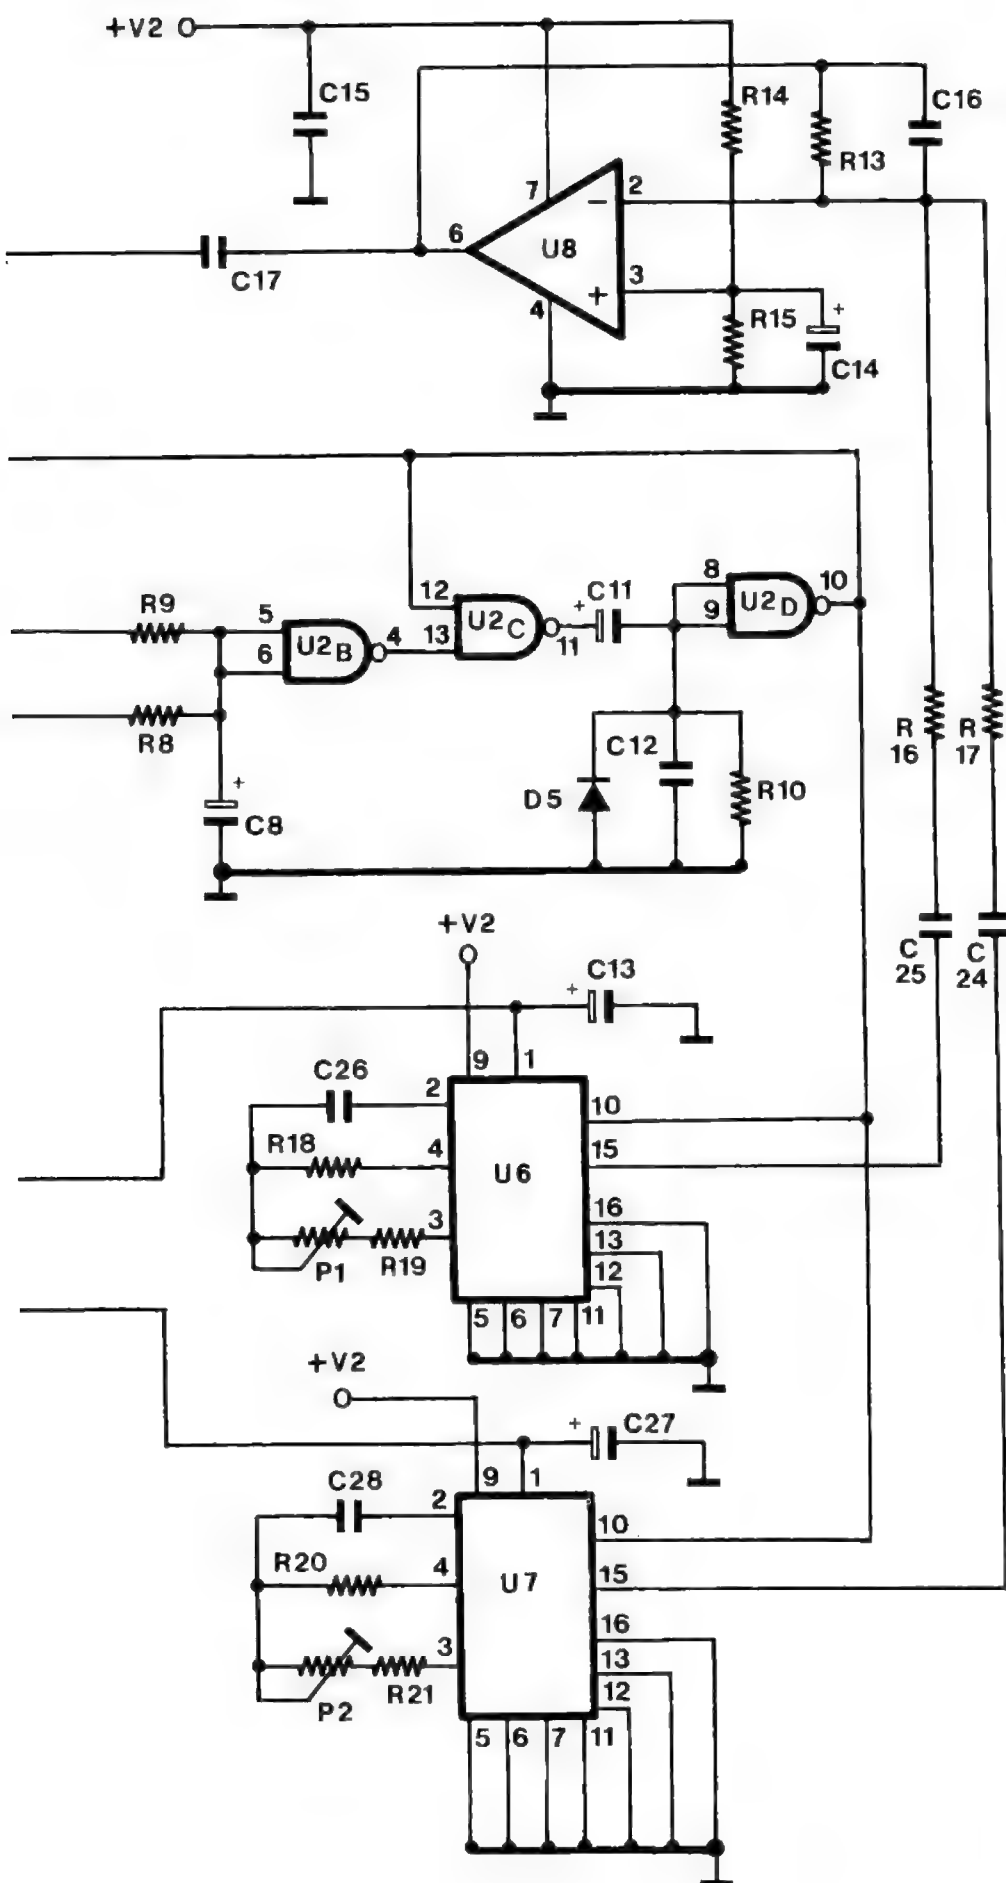 +V2
C15
R14
C16
R13
7
2
−
6
U8
C17
3
+
4
R15
+
C14
12
C11
+
8
10
R9
U2C
9
U2D
5
4
13
11
U2B
6
R8
C12
R
16
R
17
+
D5
R10
C8
+V2
C
25
C
24
C13
+
9
1
C26
2
10
R18
4
U6
15
3
16
P1
R19
13
12
5
6
7
11
+V2
+
C27
C28
9
1
2
10
R20
4
U7
15
3
16
13
P2
R21
12
5
6
7
11